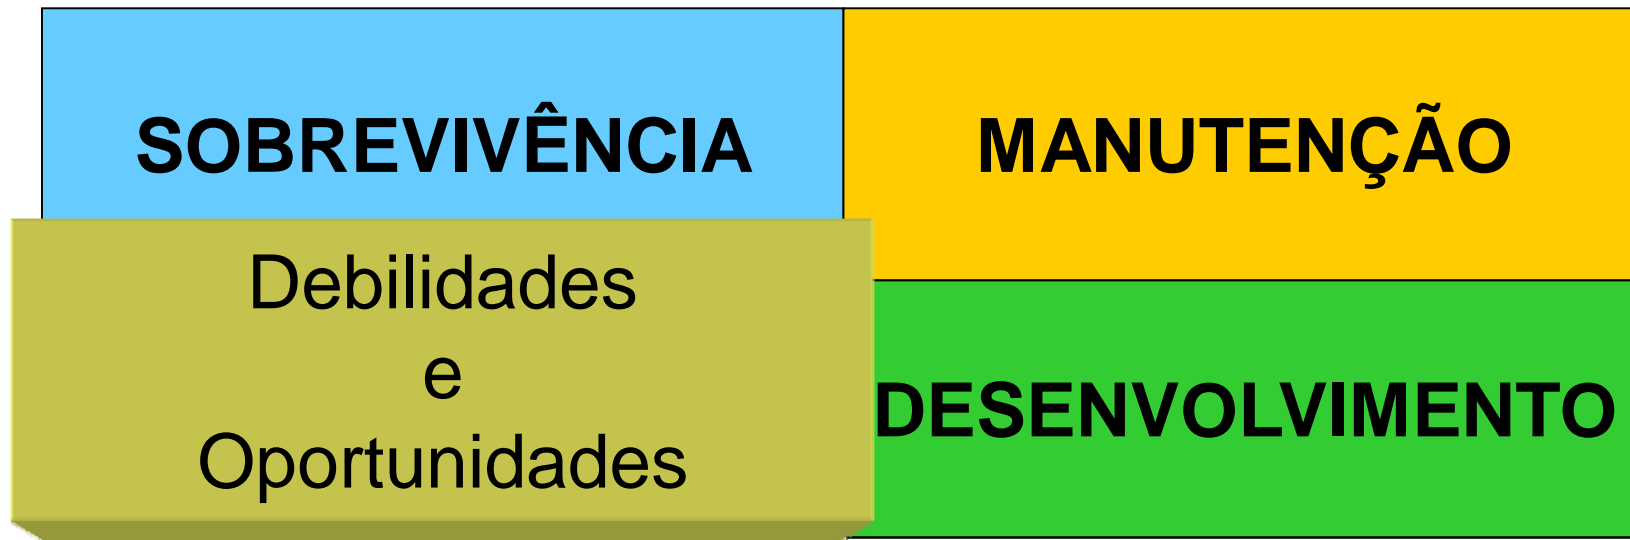 SOBREVIVÊNCIA
MANUTENÇÃO
Debilidades
e
Oportunidades
DESENVOLVIMENTO